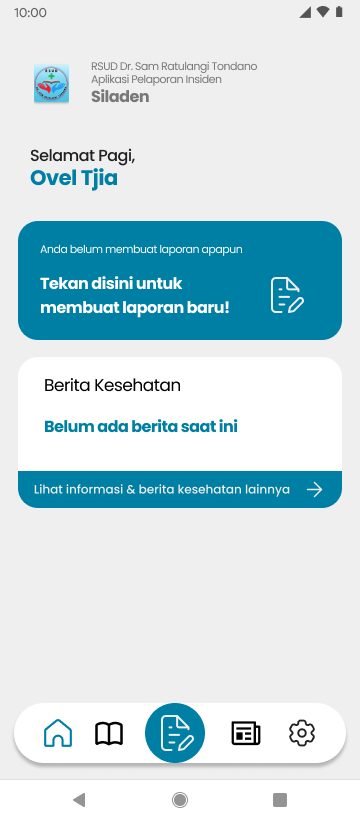 10:00
RSUD
RSUD Dr. Sam Ratulangi Tondano
Aplikasi Pelaporan Insiden
Siladen
Selamat Pagi,
Ovel Tjia
Anda belum membuat laporan apapun
Tekan disini untuk
membuat laporan baru!
Berita Kesehatan
Belum ada berita saat ini
Lihat informasi & berita kesehatan lainnya